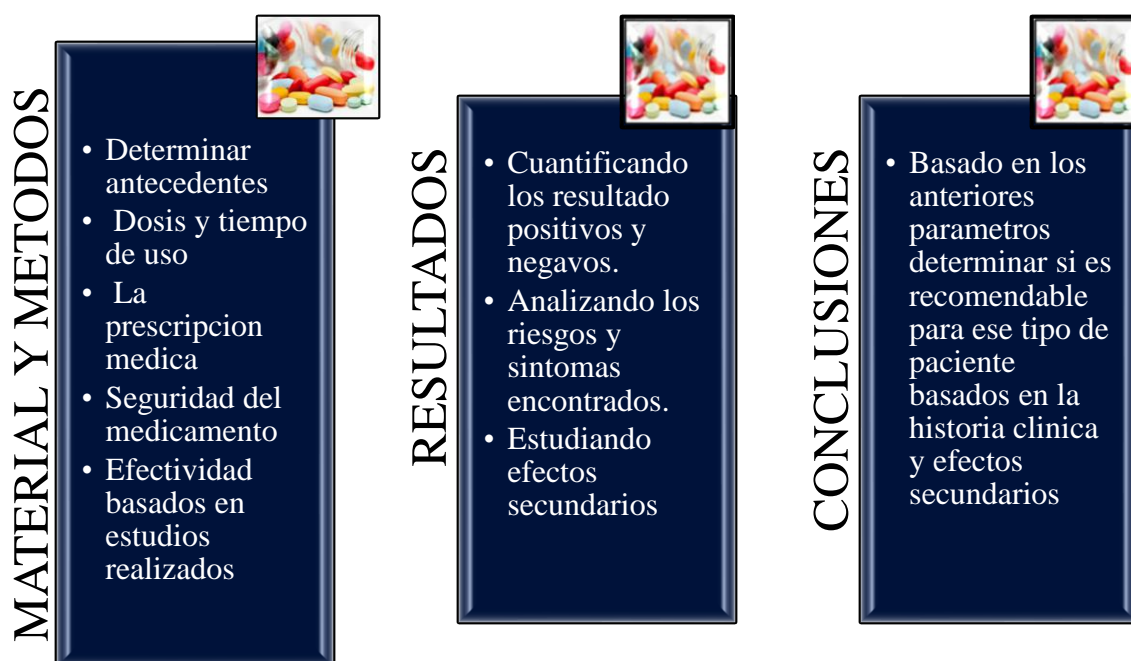 MATERIAL Y METODOS
• Determinar
antecedentes
• Dosis y tiempo
de uso
• La
prescripcion
medica
• Seguridad del
medicamento
• Efectividad
basados en
estudios
realizados
RESULTADOS
• Cuantificando
los resultado
positivos y
negavos.
• Analizando los
riesgos y
sintomas
encontrados.
• Estudiando
efectos
secundarios
CONCLUSIONES
• Basado en los
anteriores
parametros
determinar si es
recomendable
para ese tipo de
paciente
basados en la
historia clinica
y efectos
secundarios